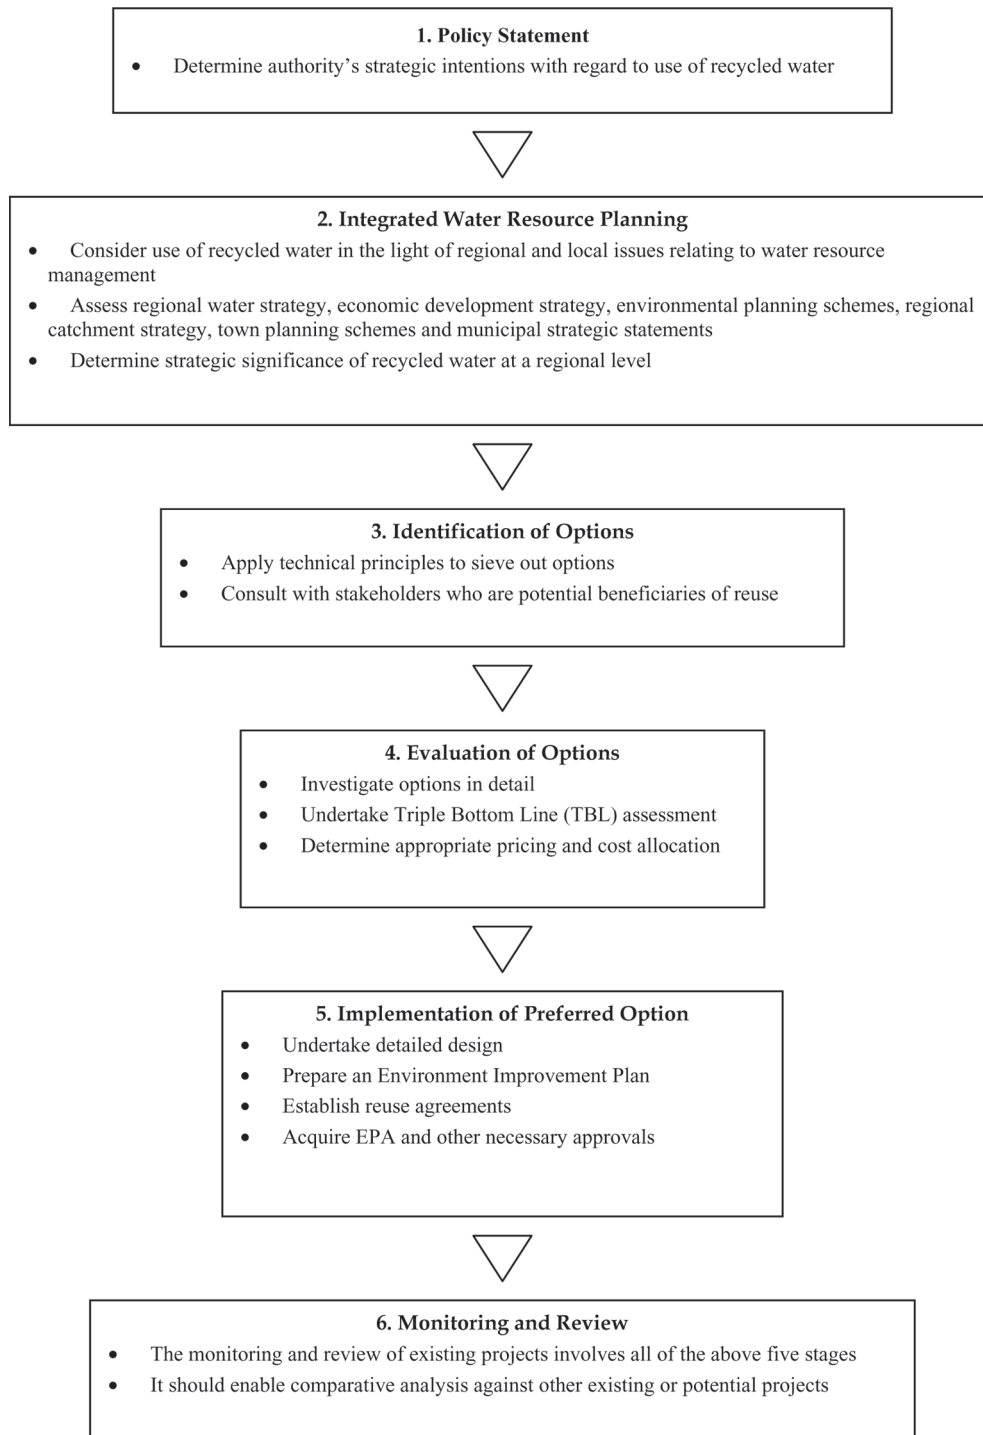 1. Policy Statement
• Determine authority's strategic intentions with regard to use of recycled water
2. Integrated Water Resource Planning
• Consider use of recycled water in the light of regional and local issues relating to water resource
management
• Assess regional water strategy, economic development strategy, environmental planning schemes, regional
catchment strategy, town planning schemes and municipal strategic statements
• Determine strategic significance of recycled water at a regional level
3. Identification of Options
• Apply technical principles to sieve out options
• Consult with stakeholders who are potential beneficiaries of reuse
4. Evaluation of Options
• Investigate options in detail
• Undertake Triple Bottom Line (TBL) assessment
• Determine appropriate pricing and cost allocation
5. Implementation of Preferred Option
• Undertake detailed design
• Prepare an Environment Improvement Plan
• Establish reuse agreements
• Acquire EPA and other necessary approvals
6. Monitoring and Review
• The monitoring and review of existing projects involves all of the above five stages
• It should enable comparative analysis against other existing or potential projects